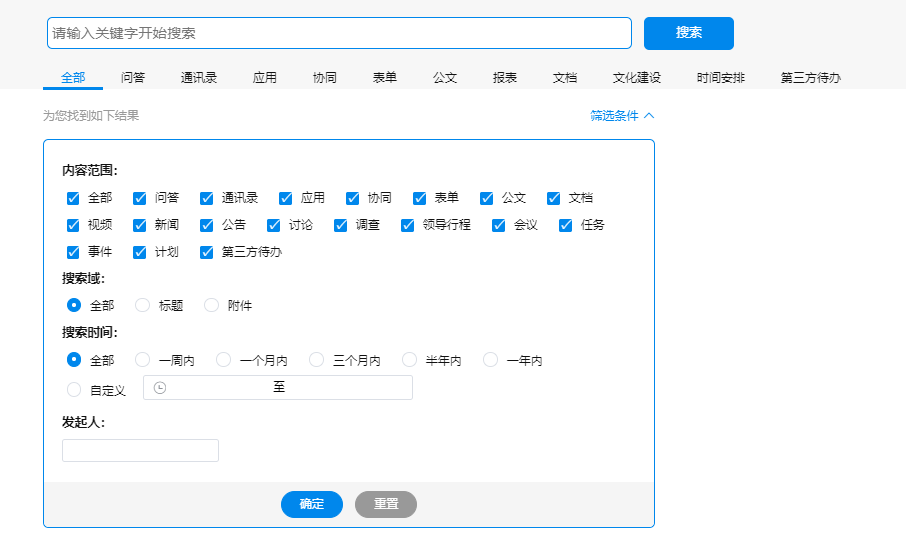 请输入关键字开始搜索 搜索
全部 问答 通讯录 应用 协同 表单 公文 报表 文档 文化建设 时间安排 第三方待办
为您找到如下结果 筛选条件
内容范围：
全部 问答 通讯录 应用 协同 表单 公文 文档
视频 新闻 公告 讨论 调查 领导行程 会议 任务
事件 计划 第三方待办
搜索域：
全部 标题 附件
搜索时间：
全部 一周内 一个月内 三个月内 半年内 一年内
自定义 至
发起人：
确定 重置